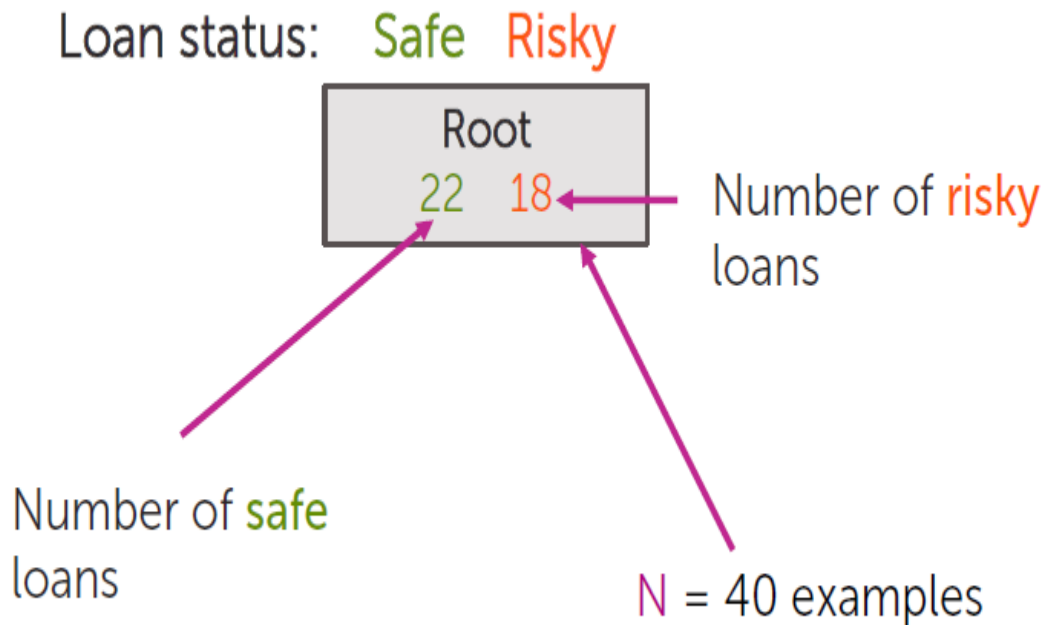 Loan status: Safe Risky
Root
22 18
Number of risky
loans
Number of safe
loans
N = 40 examples